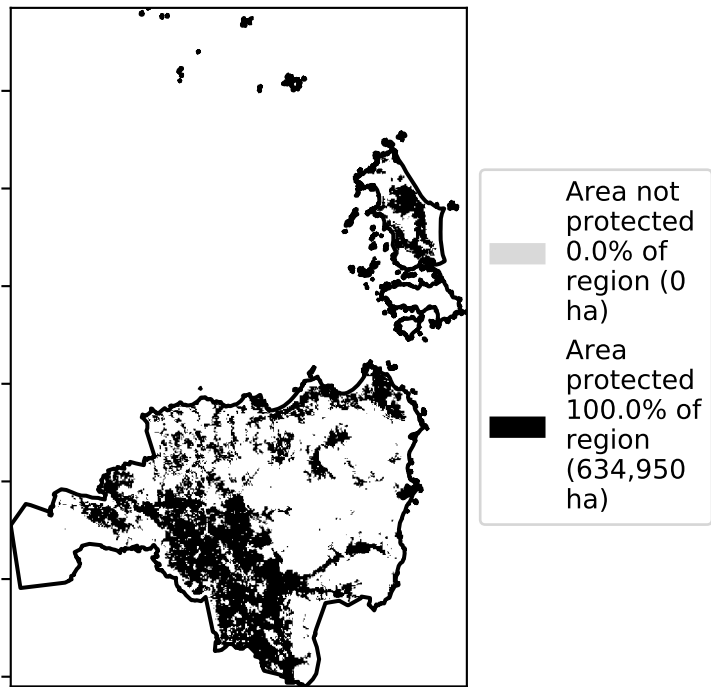 Area not
protected
0.0% of
region (0
ha)
Area
protected
100.0% of
region
(634,950
ha)